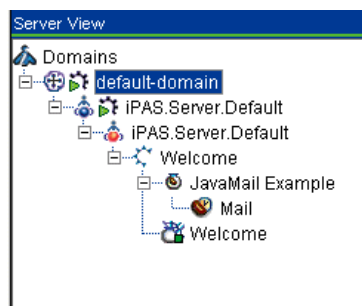 Server View
Domains
default-domain
iPAS.Server.Default
iPAS.Server.Default
Welcome
JavaMail Example
Mail
Welcome